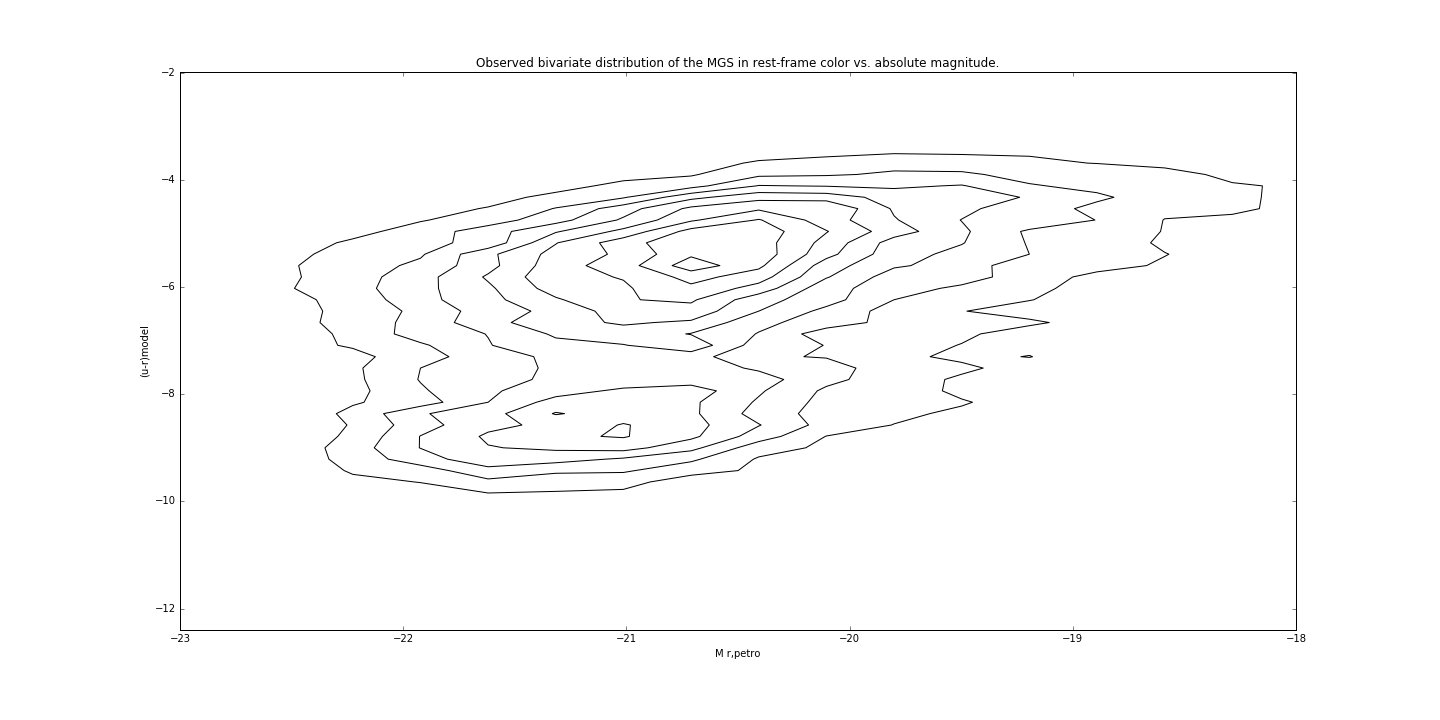 Observed bivariate distribution of the MGS in rest-frame color vs. absolute magnitude.
−2
−4
−6
(u-r)model
−8
−10
−12
−23 −22 −21 −20 −19 −18
M r,petro